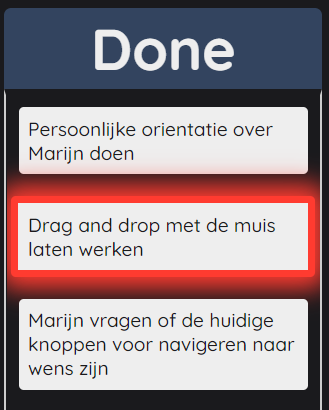 Done
Persoonlijke orientatie over
Marijn doen
Drag and drop met de muis
laten werken
Marijn vragen of de huidige
knoppen voor navigeren naar
wens zijn